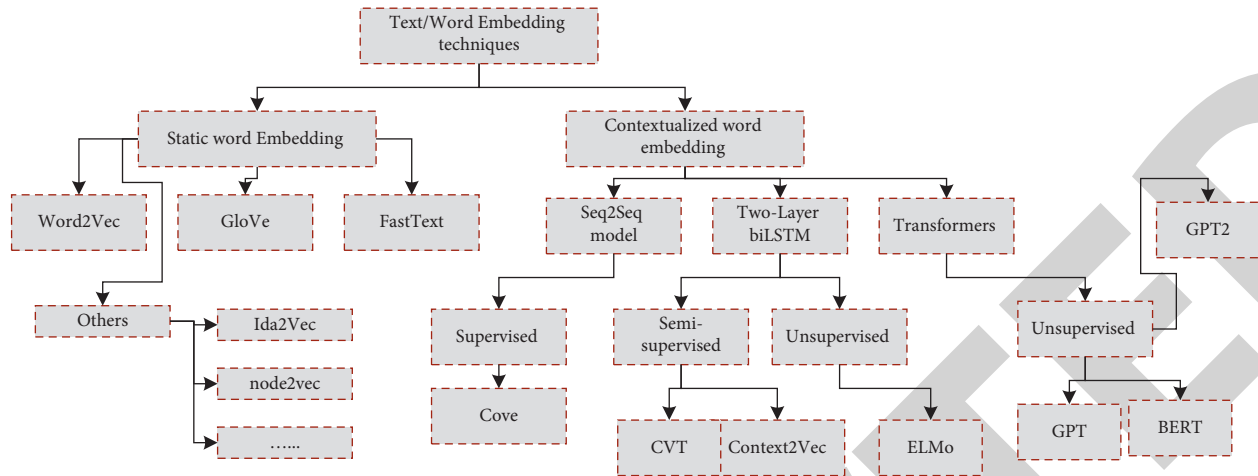 Text/Word Embedding
techniques
Static word Embedding
Contextualized word
embedding
Word2Vec
GloVe
FastText
Seq2Seq
model
Two-Layer
biLSTM
Transformers
GPT2
Others
Ida2Vec
node2vec
…...
Supervised
Semi-
supervised
Unsupervised
Unsupervised
Cove
CVT
Context2Vec
ELMo
GPT
BERT